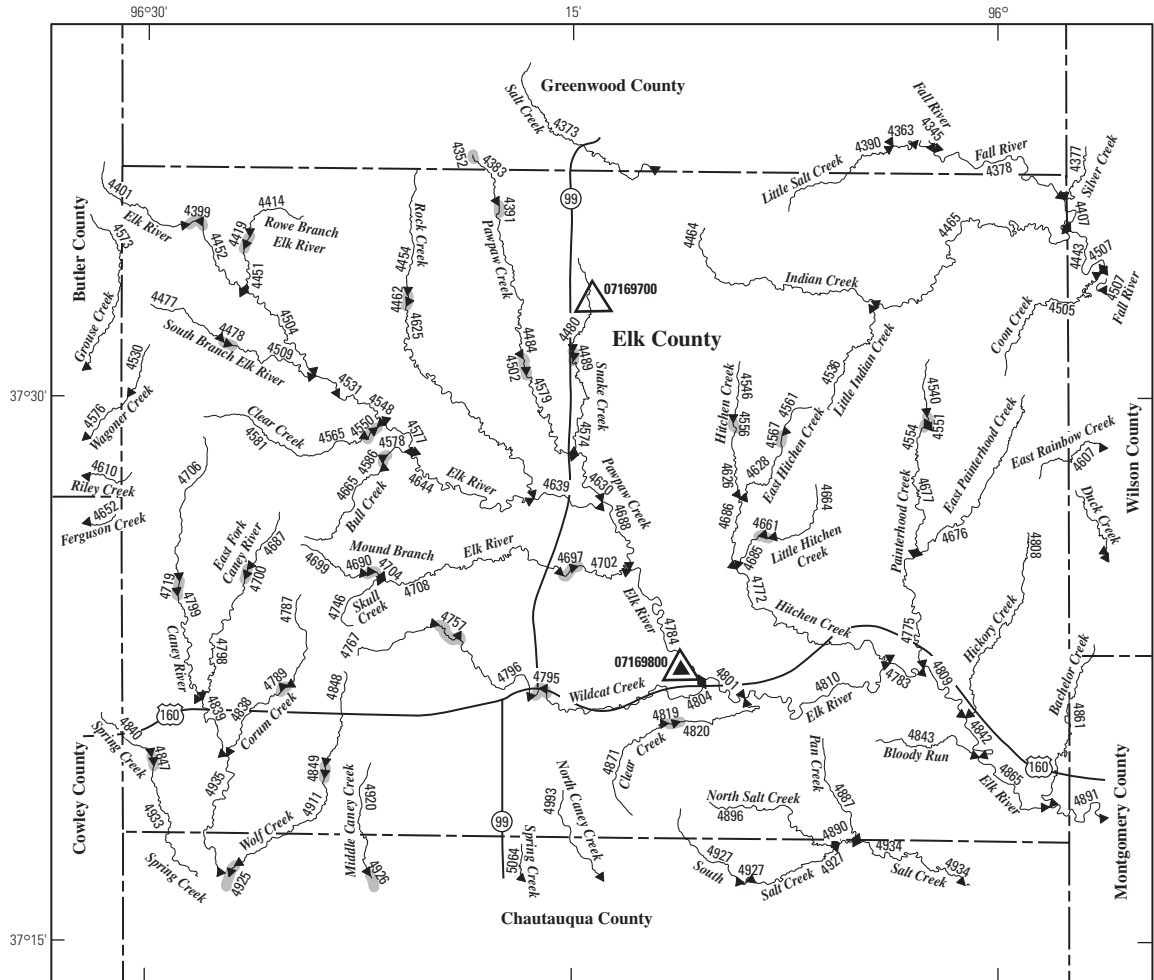 96°30'
15'
96°
Greenwood County
Salt Creek
4373
Fall River
4345
4363
4390
Fall River
4378
4377
Silver Creek
Little Salt Creek
4352
4383
4391
4401
Elk River
4399
4414
4419
Rowe Branch
Elk River
4452
4451
Rock Creek
Pawpaw Creek
99
4464
4465
4407
4443
4507
4507
Fall River
4505
Coon Creek
Butler County
4573
Grouse Creek
4454
4462
4625
07169700
Indian Creek
4477
4478
South Branch Elk River
4504
4509
4480
4489
Elk County
4484
4502
4579
Snake Creek
4574
4536
Little Indian Creek
37°30'
4530
4576
Wagoner Creek
4531
4548
4550
4565
4578
4577
Clear Creek
4581
4586
4665
Bull Creek
4644
Elk River
4639
4630
Pawpaw Creek
4688
Hitchen Creek
4546
4556
4561
4567
4628
East Hitchen Creek
4626
4686
4540
4551
4554
4677
Painterhood Creek
East Painterhood Creek
4676
East Rainbow Creek
4607
Wilson County
4610
Riley Creek
4652
Ferguson Creek
4706
East Fork
Caney River
4687
4700
4699
Mound Branch
4690
4704
4708
Elk River
4697
4702
4664
4661
4685
Little Hitchen
Creek
4808
Duck Creek
4719
4799
Caney River
4798
4787
4746
Skull
Creek
4767
4757
Elk River
4784
4772
Hitchen Creek
4775
Hickory Creek
4789
4838
Corum Creek
4839
4848
4796
4795
Wildcat Creek
07169800
4801
4804
4810
Elk River
4783
4809
Bachelor Creek
4861
160
4840
Spring Creek
4847
4935
4849
4911
4819
4820
Clear
Creek
4871
4842
4843
Bloody Run
4865
Elk River
160
4891
Cowley County
4933
Spring Creek
Wolf Creek
4925
Middle Caney Creek
4920
4926
99
5064
Spring Creek
4993
North Caney Creek
Pan Creek
4887
North Salt Creek
4896
4890
4927
South
4927
Salt Creek
4927
4934
Salt Creek
4934
Montgomery County
Chautauqua County
37°15'